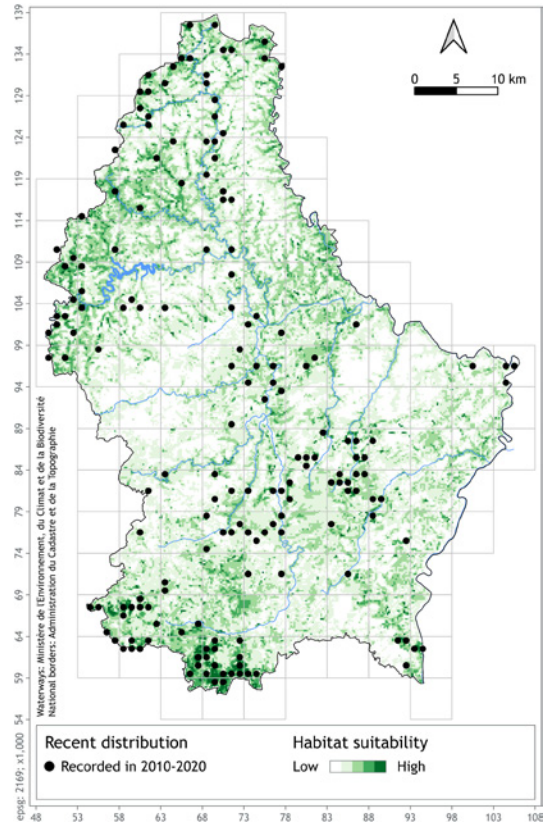 139
134
129
124
119
114
109
104
99
94
89
84
79
74
69
64
59
54
0 5 10 km
Waterways: Ministère de l'Environnement, du Climat et de la Biodiversité
National borders: Administration du Cadastre et de la Topographie
epsg: 2169; x1,000
Recent distribution
Recorded in 2010-2020
Habitat suitability
Low High
48 53 58 63 68 73 78 83 88 93 98 103 108